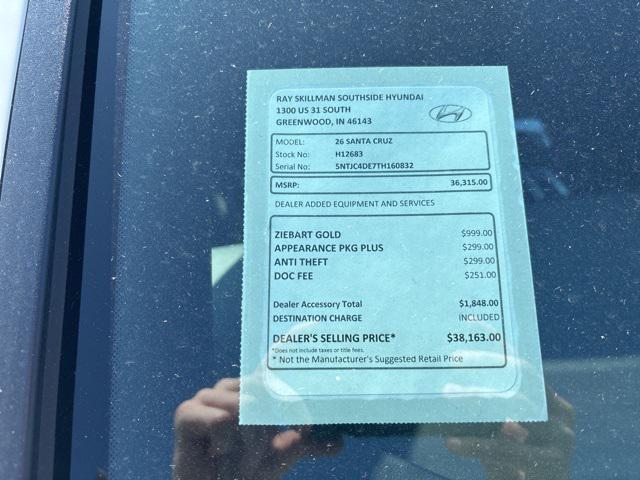 RAY SKILLMAN SOUTHSIDE HYUNDAI
1300 US 31 SOUTH
GREENWOOD, IN 46143
MODEL: 26 SANTA CRUZ
Stock No: H12683
Serial No: 5NTJC4DE7TH160832
MSRP: 36,315.00
DEALER ADDED EQUIPMENT AND SERVICES
ZIEBART GOLD $999.00
APPEARANCE PKG PLUS $299.00
ANTI THEFT $299.00
DOC FEE $251.00
Dealer Accessory Total $1,848.00
DESTINATION CHARGE INCLUDED
DEALER'S SELLING PRICE* $38,163.00
*Does not include taxes or title fees.
* Not the Manufacturer's Suggested Retail Price